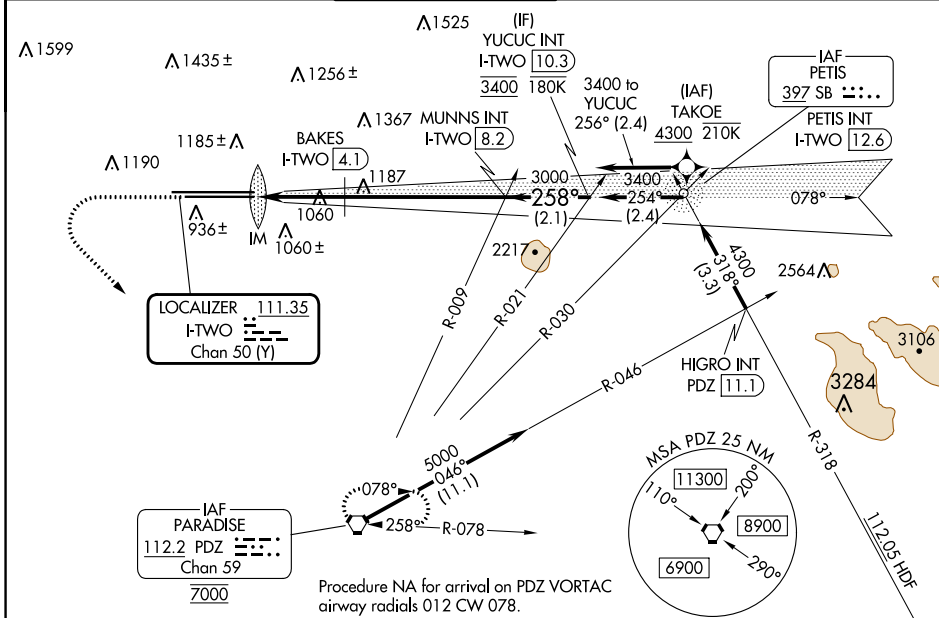 1525
1599
1435 ±
1256 ±
1367
1185 ±
1190
1187
1060
936 ±
1060 ±
IM
(IF)
YUCUC INT
I-TWO 10.3
3400 180K
3400 to
YUCUC
256° (2.4)
(IAF)
TAKOE
4300 210K
IAF
PETIS
397 SB
PETIS INT
I-TWO 12.6
MUNNS INT
I-TWO 8.2
BAKES
I-TWO 4.1
3000
258°
(2.1)
3400
254°
(2.4)
078°
2217
4300
318°
(3.3)
2564
3106
3284
LOCALIZER 111.35
I-TWO
Chan 50 (Y)
R-009
R-021
R-030
R-046
HIGRO INT
PDZ 11.1
R-318
112.05 HDF
5000
046°
(11.1)
078°
258°
R-078
IAF
PARADISE
112.2 PDZ
Chan 59
7000
Procedure NA for arrival on PDZ VORTAC
airway radials 012 CW 078.
MSA PDZ 25 NM
11300
110°
200°
8900
6900
290°